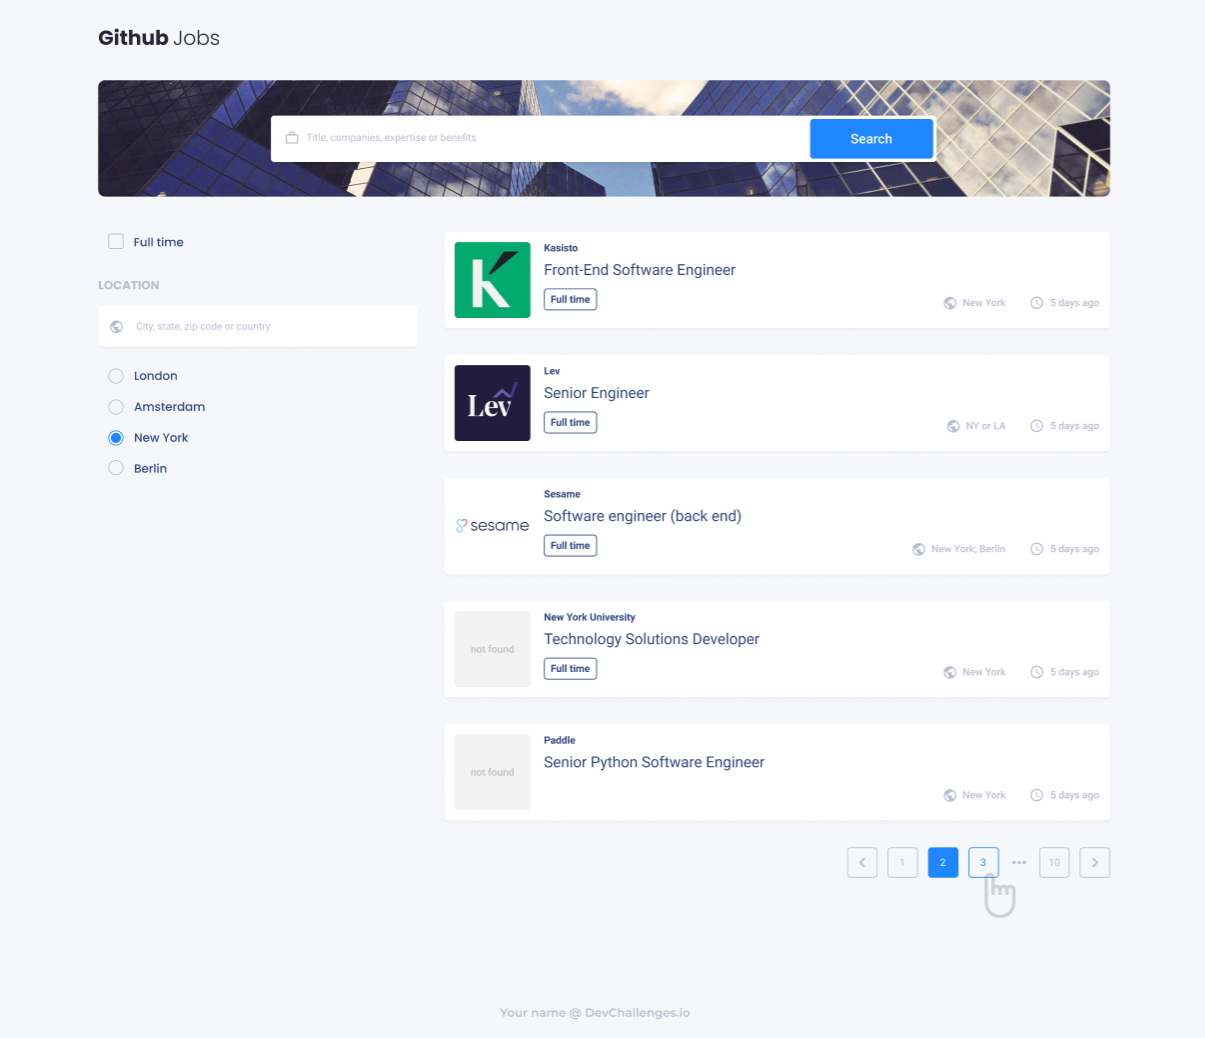 Github Jobs
Title, companies, expertise or benefits
Search
Full time
LOCATION
City, state, zip code or country
London
Amsterdam
New York
Berlin
K
Kasisto
Front-End Software Engineer
Full time
New York
5 days ago
Lev
Lev
Senior Engineer
Full time
NY or LA
5 days ago
sesame
Sesame
Software engineer (back end)
Full time
New York; Berlin
5 days ago
not found
New York University
Technology Solutions Developer
Full time
New York
5 days ago
not found
Paddle
Senior Python Software Engineer
New York
5 days ago
1 2 3 ••• 10
Your name @ DevChallenges.io